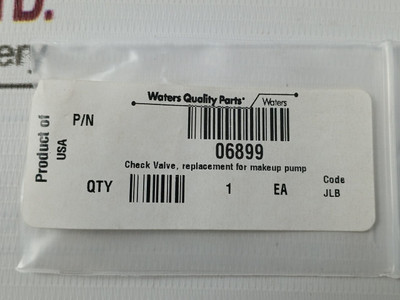 D.
ery
Waters Quality Parts
Waters
P/N
06899
Check Valve, replacement for makeup pump
Product of
USA
QTY
1
EA
Code
JLB